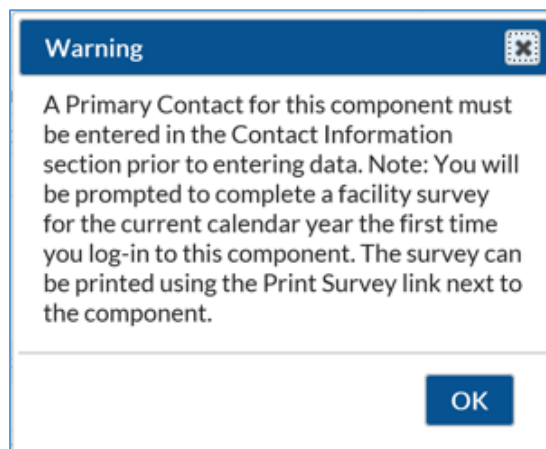 Warning
A Primary Contact for this component must
be entered in the Contact Information
section prior to entering data. Note: You will
be prompted to complete a facility survey
for the current calendar year the first time
you log-in to this component. The survey can
be printed using the Print Survey link next to
the component.
OK